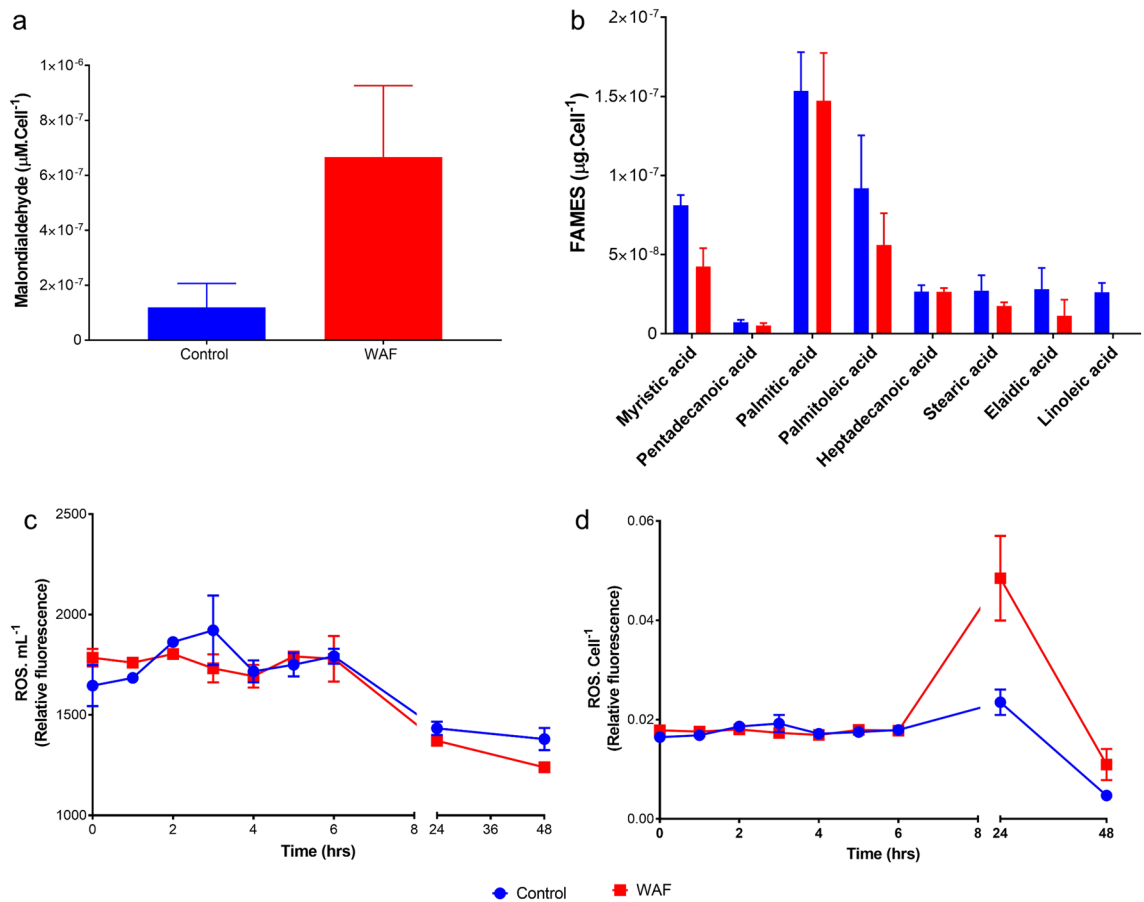 a
Malondialdehyde (μM.Cell⁻¹)
1×10⁻⁶
8×10⁻⁷
6×10⁻⁷
4×10⁻⁷
2×10⁻⁷
0
Control WAF
b
FAMES (μg.Cell⁻¹)
2×10⁻⁷
1.5×10⁻⁷
1×10⁻⁷
5×10⁻⁸
0
Myristic acid
Pentadecanoic acid
Palmitic acid
Palmitoleic acid
Heptadecanoic acid
Stearic acid
Elaidic acid
Linoleic acid
c
ROS. mL⁻¹
(Relative fluorescence)
2500
2000
1500
1000
0 2 4 6 8 24 36 48
Time (hrs)
d
ROS. Cell⁻¹
(Relative fluorescence)
0.06
0.04
0.02
0.00
0 2 4 6 8 24 48
Time (hrs)
Control WAF